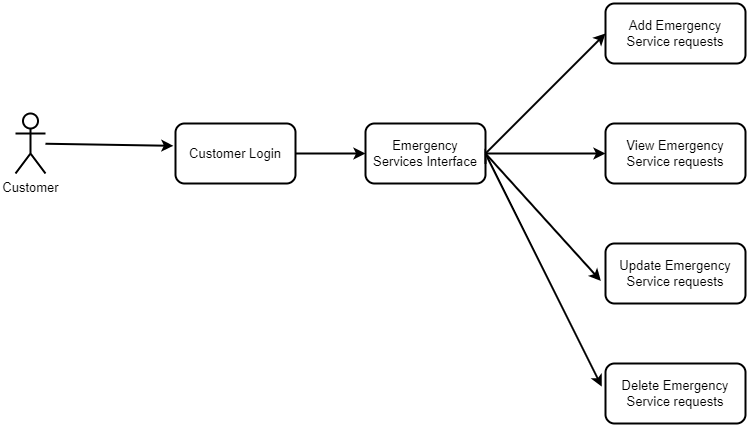 Customer
Customer Login
Emergency
Services Interface
Add Emergency
Service requests
View Emergency
Service requests
Update Emergency
Service requests
Delete Emergency
Service requests